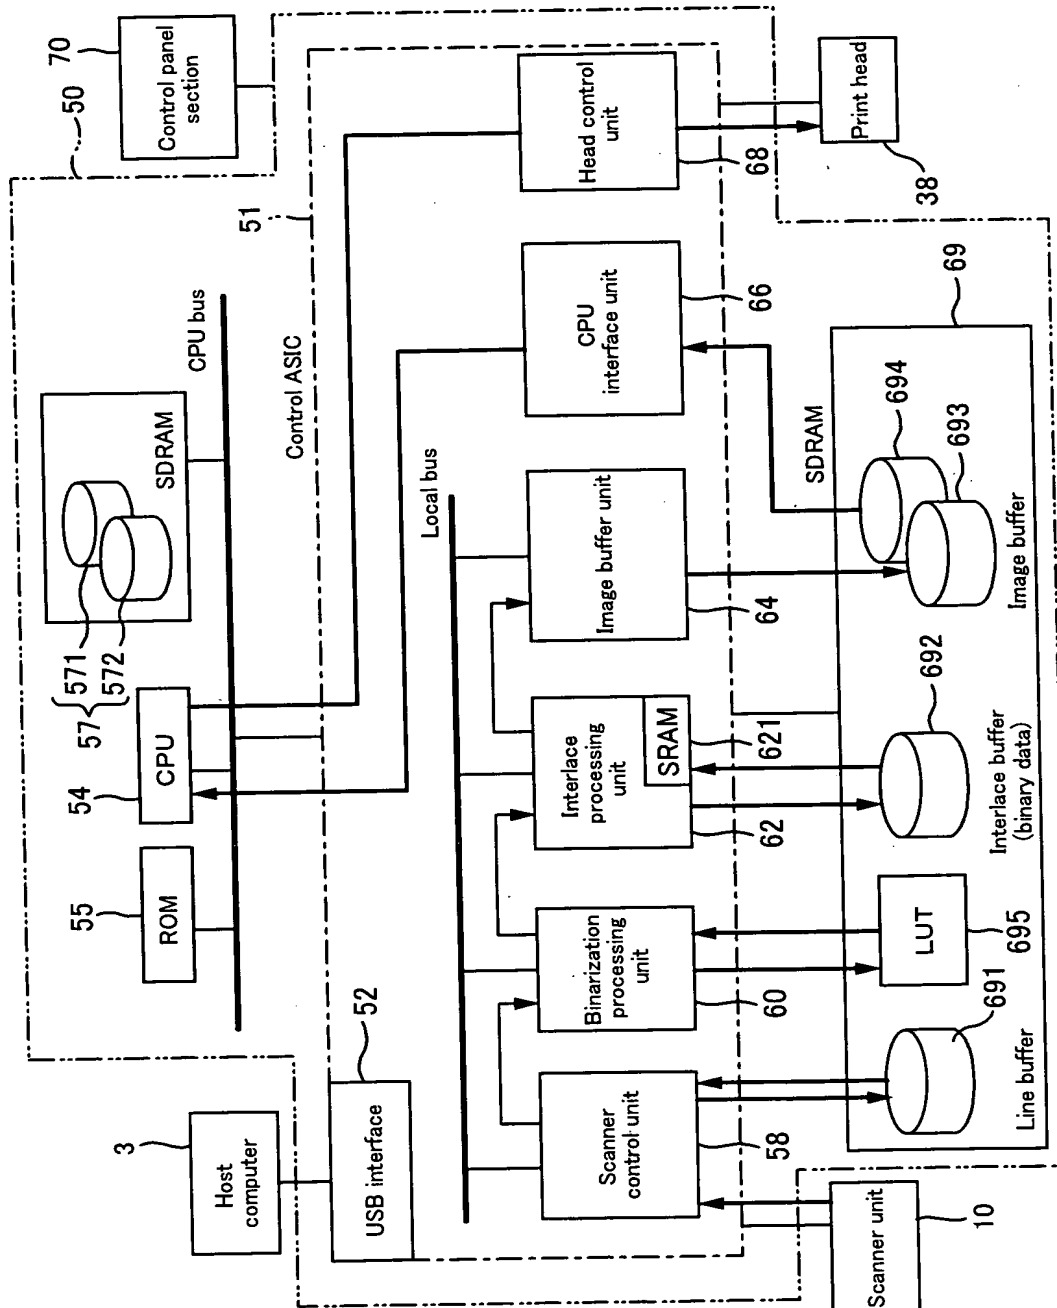 3
Host
computer
52
USB interface
55
ROM
54
CPU
57
571
572
SDRAM
CPU bus
50
70
Control panel
section
51
Control ASIC
Local bus
Scanner
control unit
58
Binarization
processing
unit
60
Interlace
processing
unit
SRAM
621
62
Image buffer unit
64
CPU
interface unit
66
Head control
unit
68
Print head
38
Scanner unit
10
SDRAM
69
691
Line buffer
LUT
695
692
Interlace buffer
(binary data)
694
693
Image buffer